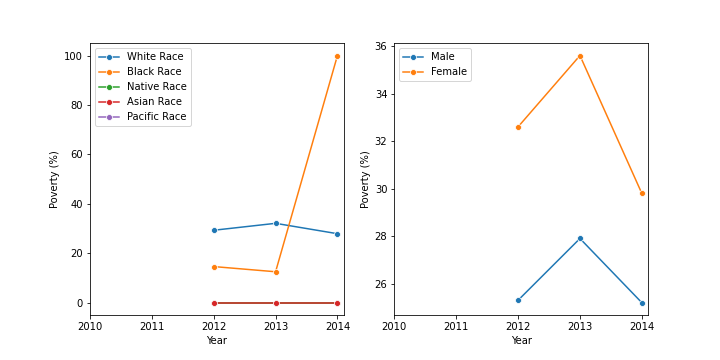 White Race
Black Race
Native Race
Asian Race
Pacific Race
100
80
60
40
20
0
Poverty (%)
2010 2011 2012 2013 2014
Year
Male
Female
36
34
32
30
28
26
Poverty (%)
2010 2011 2012 2013 2014
Year